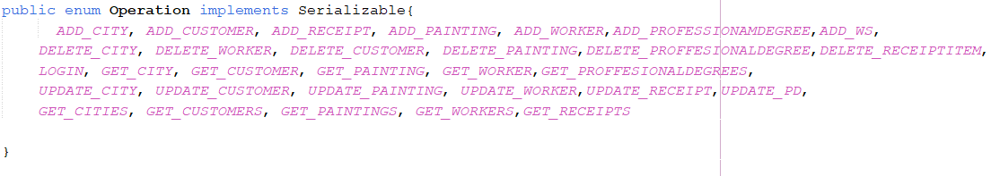 public enum Operation implements Serializable{
ADD_CITY, ADD_CUSTOMER, ADD_RECEIPT, ADD_PAINTING, ADD_WORKER,ADD_PROFESSIONAMDEGREE,ADD_WS,
DELETE_CITY, DELETE_WORKER, DELETE_CUSTOMER, DELETE_PAINTING,DELETE_PROFFESIONALDEGREE,DELETE_RECEIPTITEM,
LOGIN, GET_CITY, GET_CUSTOMER, GET_PAINTING, GET_WORKER,GET_PROFFESIONALDEGREES,
UPDATE_CITY, UPDATE_CUSTOMER, UPDATE_PAINTING, UPDATE_WORKER,UPDATE_RECEIPT,UPDATE_PD,
GET_CITIES, GET_CUSTOMERS, GET_PAINTINGS, GET_WORKERS,GET_RECEIPTS
}